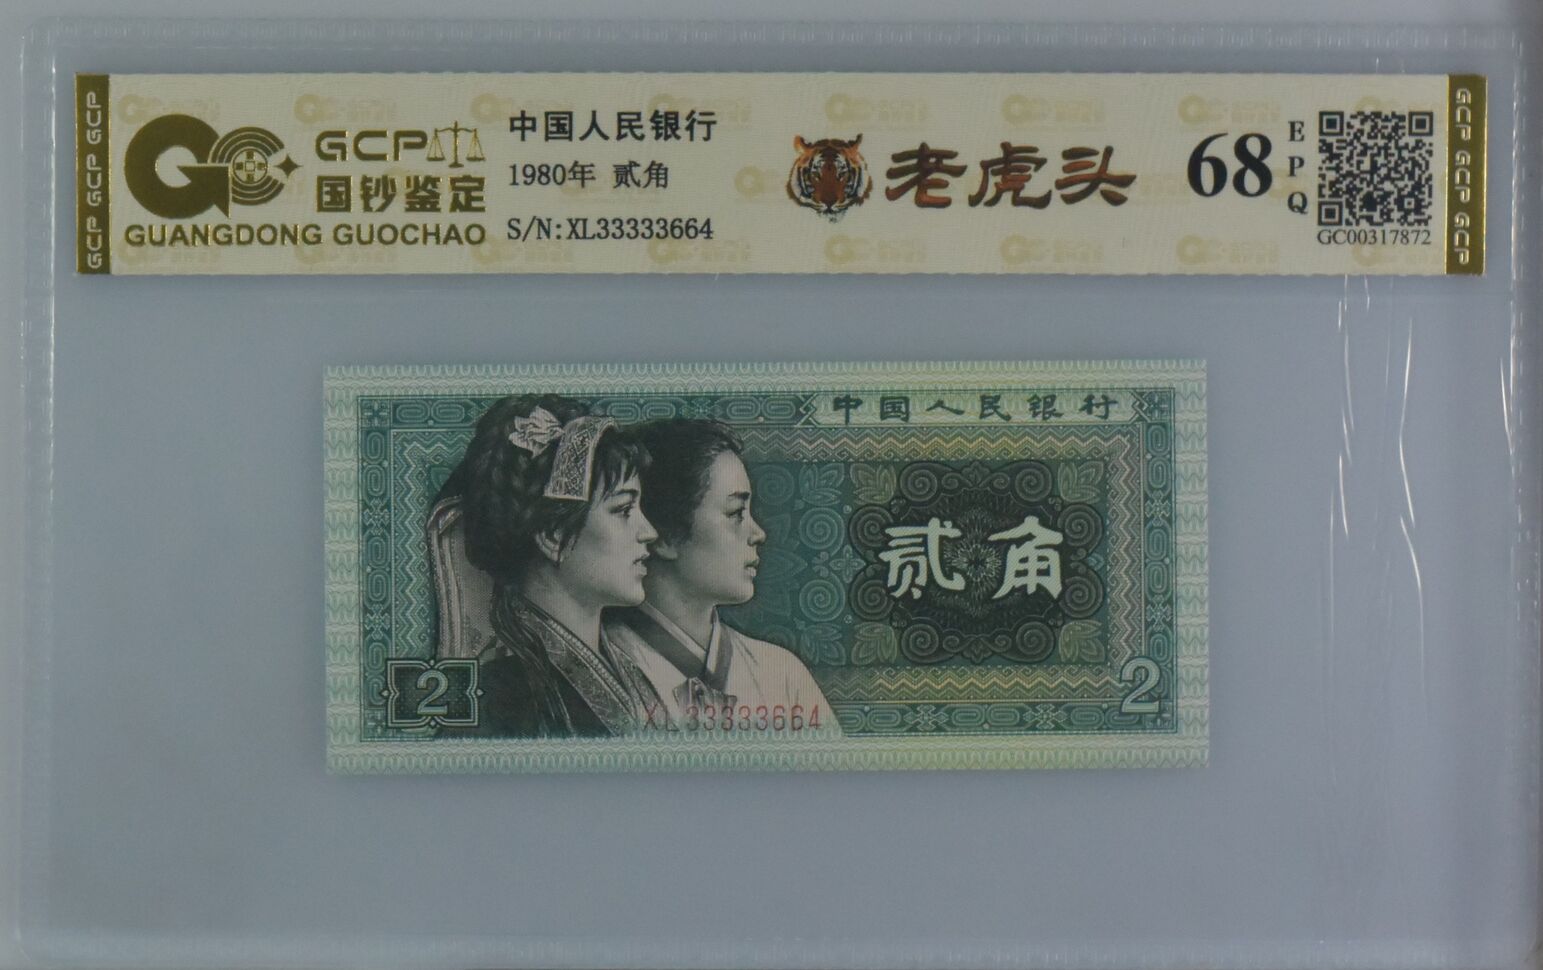 GCP GCP GCP
GCP
国钞鉴定
GUANGDONG GUOCHAO
中国人民银行
1980年 贰角
S/N:XL33333664
老虎头
68
EPQ
GC00317872
GCP GCP GCP
中国人民银行
贰角
2
2
XL33333664